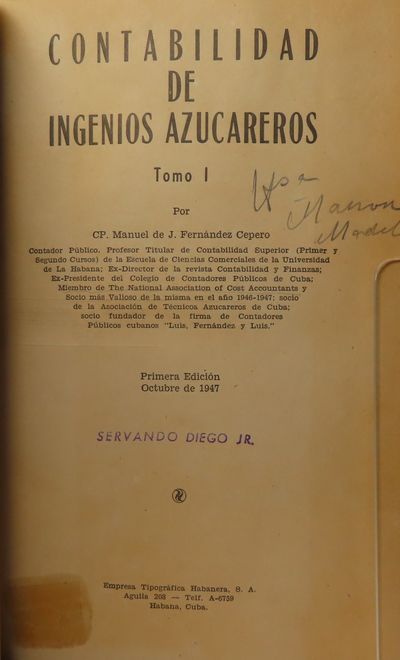 CONTABILIDAD
DE
INGENIOS AZUCAREROS
Tomo I
Por
CP. Manuel de J. Fernández Cepero
Contador Público. Profesor Titular de Contabilidad Superior (Primer y
Segundo Cursos) de la Escuela de Ciencias Comerciales de la Universidad
de La Habana; Ex-Director de la revista Contabilidad y Finanzas;
Ex-Presidente del Colegio de Contadores Públicos de Cuba;
Miembro de The National Association of Cost Accountants y
Socio más Valioso de la misma en el año 1946-1947; socio
de la Asociación de Técnicos Azucareros de Cuba;
socio fundador de la firma de Contadores
Públicos cubanos "Luis, Fernández y Luis."
Primera Edición
Octubre de 1947
SERVANDO DIEGO JR.
Empresa Tipográfica Habanera, S. A.
Aguila 208 — Telf. A-6759
Habana, Cuba.